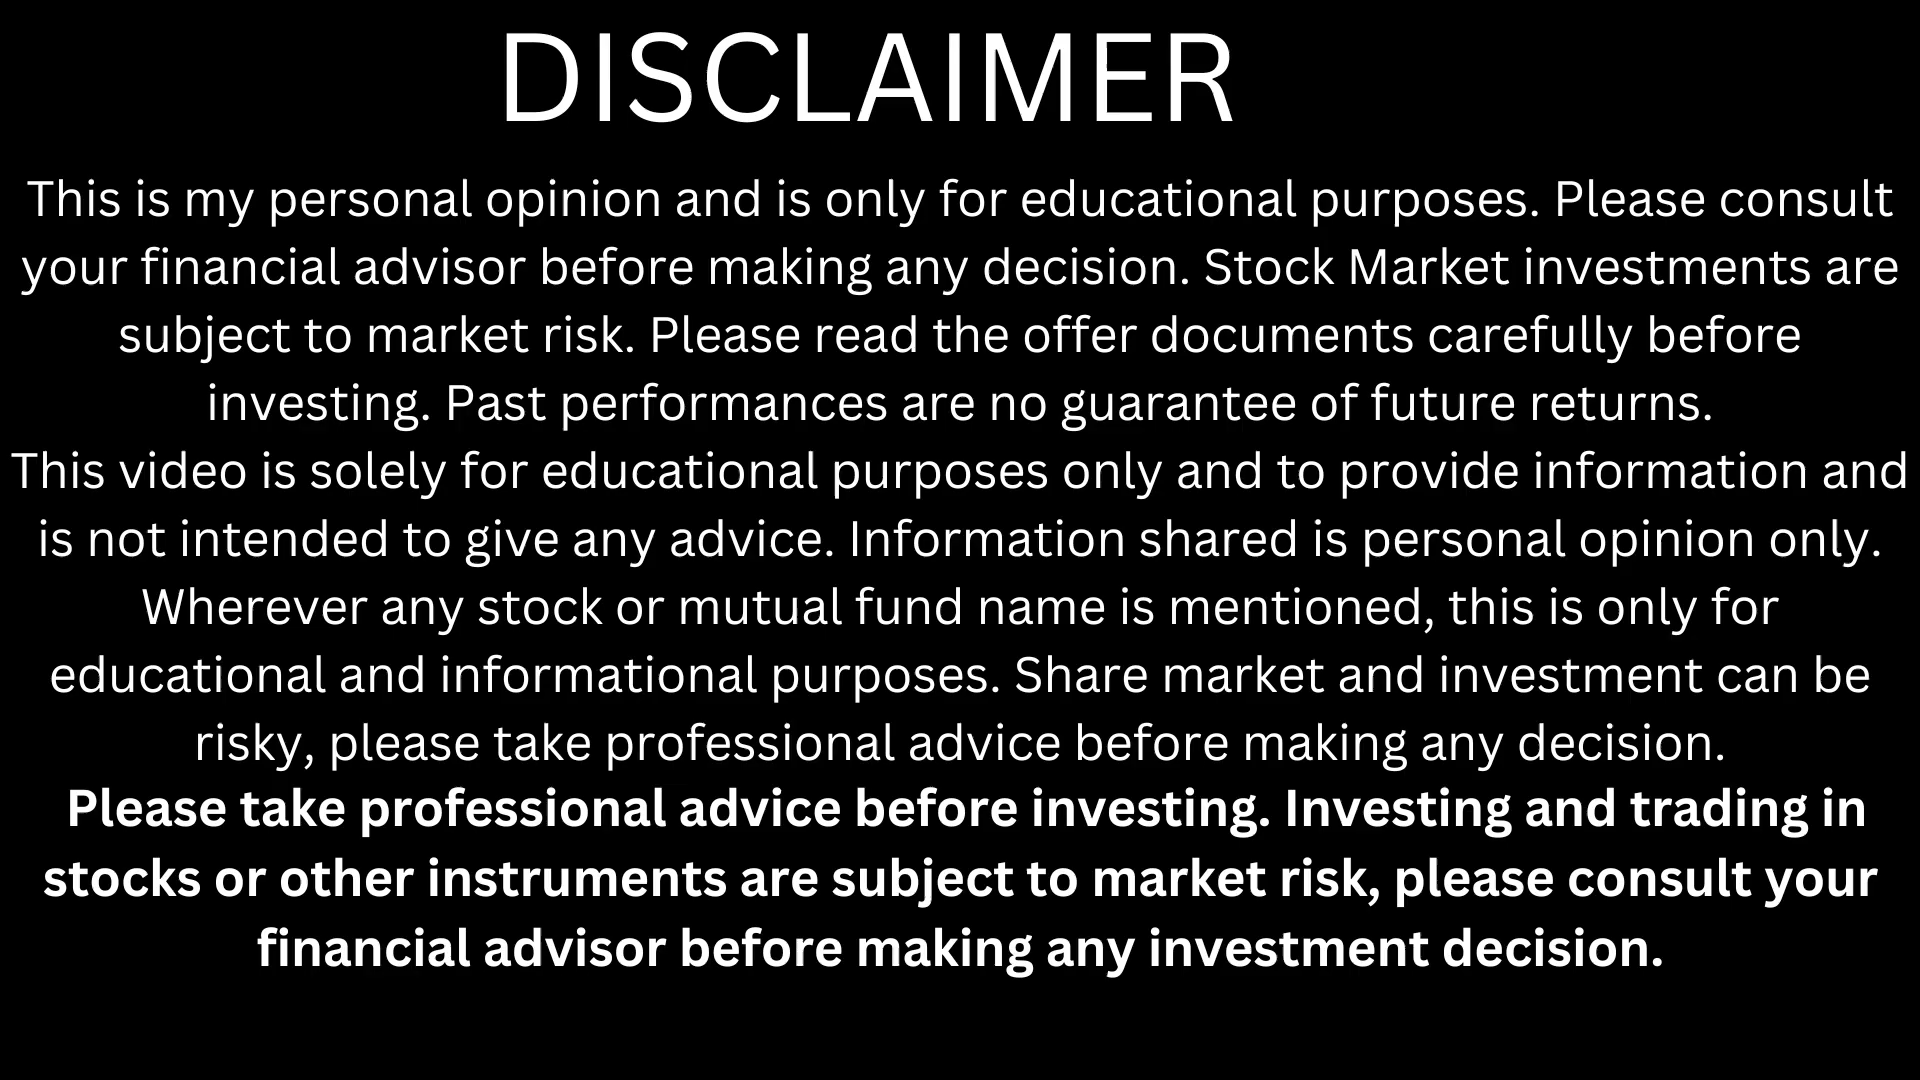 DISCLAIMER
This is my personal opinion and is only for educational purposes. Please consult
your financial advisor before making any decision. Stock Market investments are
subject to market risk. Please read the offer documents carefully before
investing. Past performances are no guarantee of future returns.
This video is solely for educational purposes only and to provide information and
is not intended to give any advice. Information shared is personal opinion only.
Wherever any stock or mutual fund name is mentioned, this is only for
educational and informational purposes. Share market and investment can be
risky, please take professional advice before making any decision.
Please take professional advice before investing. Investing and trading in
stocks or other instruments are subject to market risk, please consult your
financial advisor before making any investment decision.